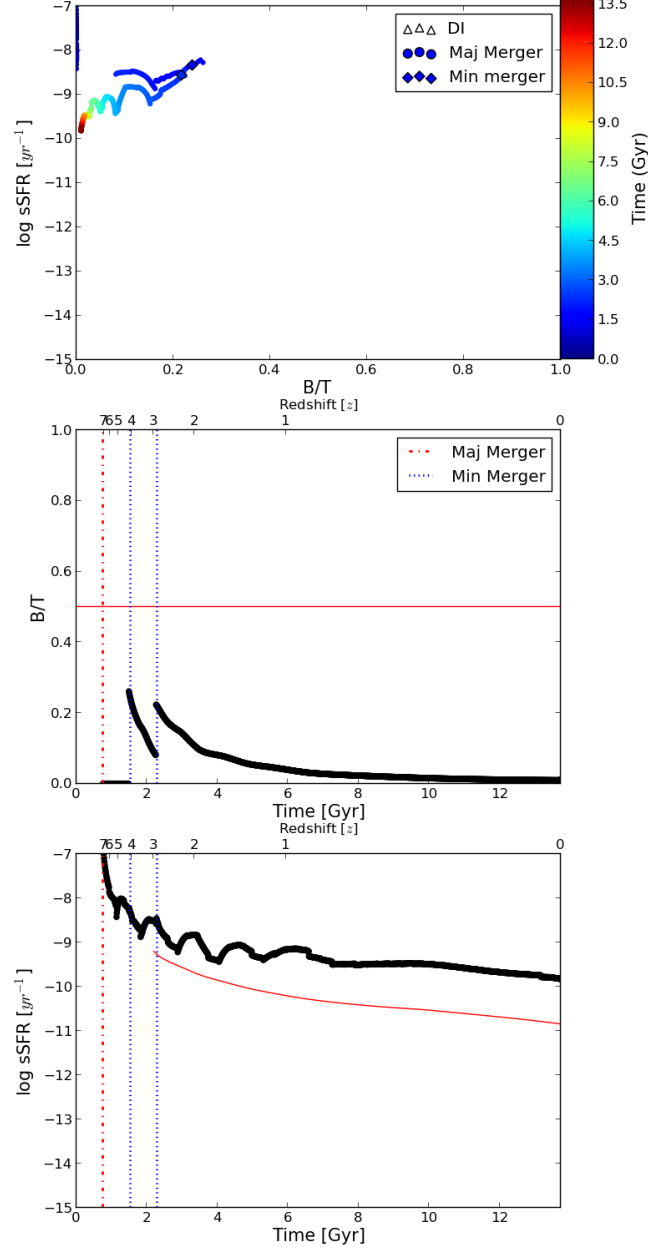 −7
−8
−9
−10
−11
−12
−13
−14
−15
log sSFR [yr⁻¹]
0.0 0.2 0.4 0.6 0.8 1.0
B/T
DI
Maj Merger
Min merger
13.5
12.0
10.5
9.0
7.5
6.0
4.5
3.0
1.5
0.0
Time (Gyr)
Redshift [z]
7 6 5 4 3 2 1 0
1.0
0.8
0.6
0.4
0.2
0.0
B/T
Maj Merger
Min Merger
0 2 4 6 8 10 12
Time [Gyr]
Redshift [z]
7 6 5 4 3 2 1 0
−7
−8
−9
−10
−11
−12
−13
−14
−15
log sSFR [yr⁻¹]
0 2 4 6 8 10 12
Time [Gyr]